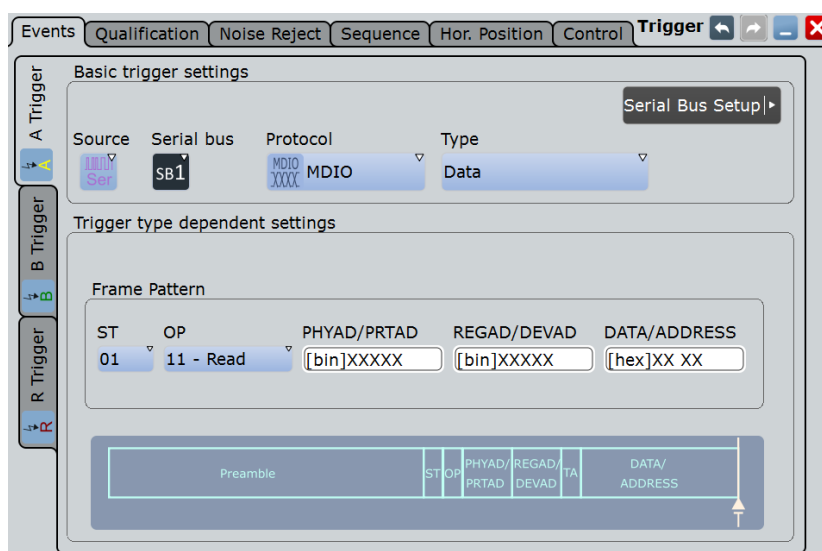 Events Qualification Noise Reject Sequence Hor. Position Control Trigger
A Trigger
A
B Trigger
B
R Trigger
R
Basic trigger settings
Serial Bus Setup
Source Serial bus Protocol Type
Ser SB1 MDIO XXXX MDIO Data
Trigger type dependent settings
Frame Pattern
ST OP PHYAD/PRTAD REGAD/DEVAD DATA/ADDRESS
01 11 - Read [bin]XXXXX [bin]XXXXX [hex]XX XX
Preamble ST OP PHYAD/ REGAD/ TA DATA/
PRTAD DEVAD ADDRESS
T